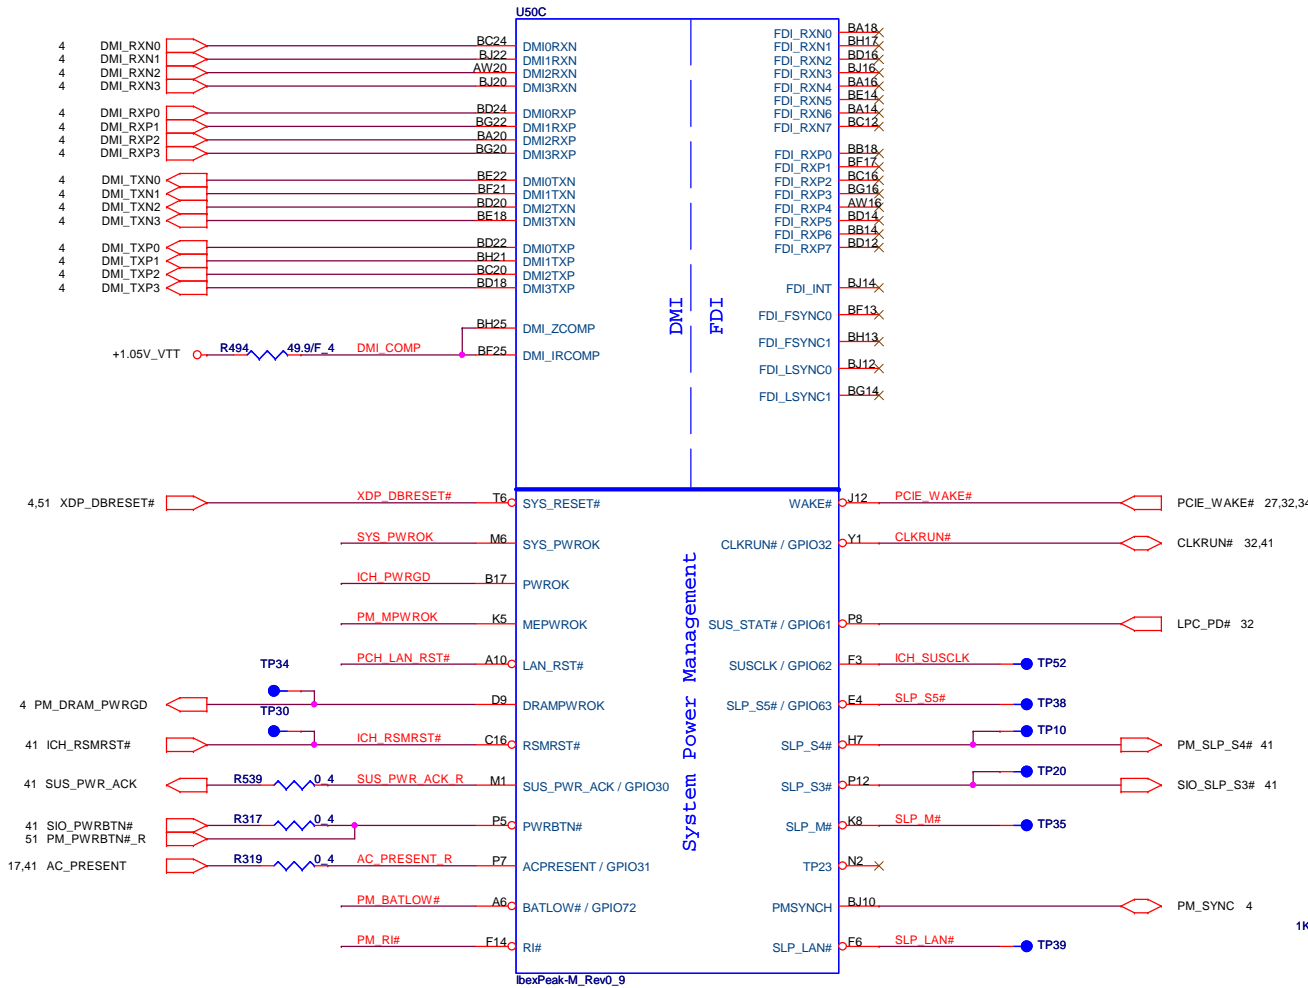 U50C
4 DMI_RXN0 BC24 DMI0RXN FDI_RXN0 BA18
4 DMI_RXN1 BJ22 DMI1RXN FDI_RXN1 BH17
4 DMI_RXN2 AW20 DMI2RXN FDI_RXN2 BD16
4 DMI_RXN3 BJ20 DMI3RXN FDI_RXN3 BJ16
FDI_RXN4 BA16
FDI_RXN5 BE14
4 DMI_RXP0 BD24 DMI0RXP FDI_RXN6 BA14
4 DMI_RXP1 BG22 DMI1RXP FDI_RXN7 BC12
4 DMI_RXP2 BA20 DMI2RXP
4 DMI_RXP3 BG20 DMI3RXP FDI_RXP0 BB18
FDI_RXP1 BF17
4 DMI_TXN0 BE22 DMI0TXN FDI_RXP2 BC16
4 DMI_TXN1 BF21 DMI1TXN FDI_RXP3 BG16
4 DMI_TXN2 BD20 DMI2TXN FDI_RXP4 AW16
4 DMI_TXN3 BE18 DMI3TXN FDI_RXP5 BD14
FDI_RXP6 BB14
4 DMI_TXP0 BD22 DMI0TXP FDI_RXP7 BD12
4 DMI_TXP1 BH21 DMI1TXP
4 DMI_TXP2 BC20 DMI2TXP
4 DMI_TXP3 BD18 DMI3TXP FDI_INT BJ14
DMI FDI
FDI_FSYNC0 BF13
BH25 DMI_ZCOMP
FDI_FSYNC1 BH13
+1.05V_VTT R494 49.9/F_4 DMI_COMP BF25 DMI_IRCOMP
FDI_LSYNC0 BJ12
FDI_LSYNC1 BG14
4,51 XDP_DBRESET# XDP_DBRESET# T6 SYS_RESET# WAKE# J12 PCIE_WAKE# PCIE_WAKE# 27,32,34
SYS_PWROK M6 SYS_PWROK CLKRUN# / GPIO32 Y1 CLKRUN# CLKRUN# 32,41
ICH_PWRGD B17 PWROK
System Power Management
PM_MPWROK K5 MEPWROK SUS_STAT# / GPIO61 P8 LPC_PD# 32
PCH_LAN_RST# A10 LAN_RST# SUSCLK / GPIO62 F3 ICH_SUSCLK TP52
TP34
4 PM_DRAM_PWRGD D9 DRAMPWROK SLP_S5# / GPIO63 E4 SLP_S5# TP38
TP30 TP10
41 ICH_RSMRST# ICH_RSMRST# C16 RSMRST# SLP_S4# H7 PM_SLP_S4# 41
TP20
41 SUS_PWR_ACK R539 0_4 SUS_PWR_ACK_R M1 SUS_PWR_ACK / GPIO30 SLP_S3# P12 SIO_SLP_S3# 41
41 SIO_PWRBTN# R317 0_4 P5 PWRBTN# SLP_M# K8 SLP_M# TP35
51 PM_PWRBTN#_R
17,41 AC_PRESENT R319 0_4 AC_PRESENT_R P7 ACPRESENT / GPIO31 TP23 N2
PM_BATLOW# A6 BATLOW# / GPIO72 PMSYNCH BJ10 PM_SYNC 4
1K
PM_RI# F14 RI# SLP_LAN# F6 SLP_LAN# TP39
IbexPeak-M_Rev0_9